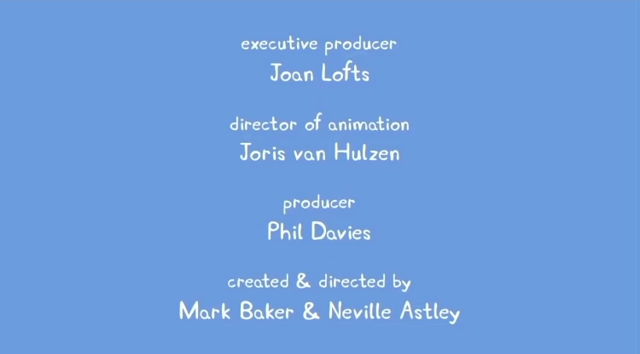 executive producer
Joan Lofts
director of animation
Joris van Hulzen
producer
Phil Davies
created & directed by
Mark Baker & Neville Astley